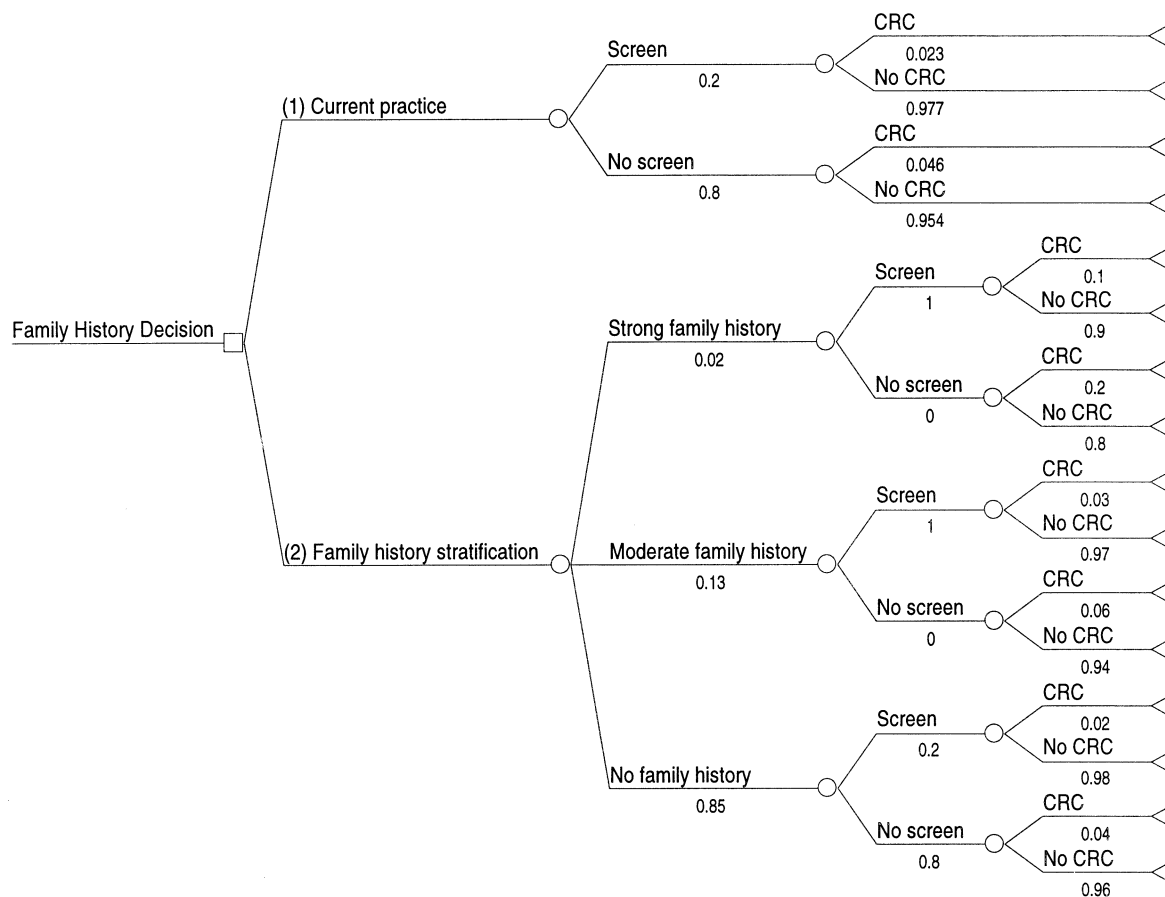 CRC
Screen
0.023
0.2
No CRC
(1) Current practice
0.977
CRC
No screen
0.046
0.8
No CRC
0.954
CRC
Screen
0.1
1
No CRC
Family History Decision
Strong family history
0.9
0.02
CRC
No screen
0.2
0
No CRC
0.8
CRC
Screen
0.03
1
No CRC
(2) Family history stratification
Moderate family history
0.97
0.13
CRC
No screen
0.06
0
No CRC
0.94
CRC
Screen
0.02
0.2
No CRC
No family history
0.98
0.85
CRC
No screen
0.04
0.8
No CRC
0.96